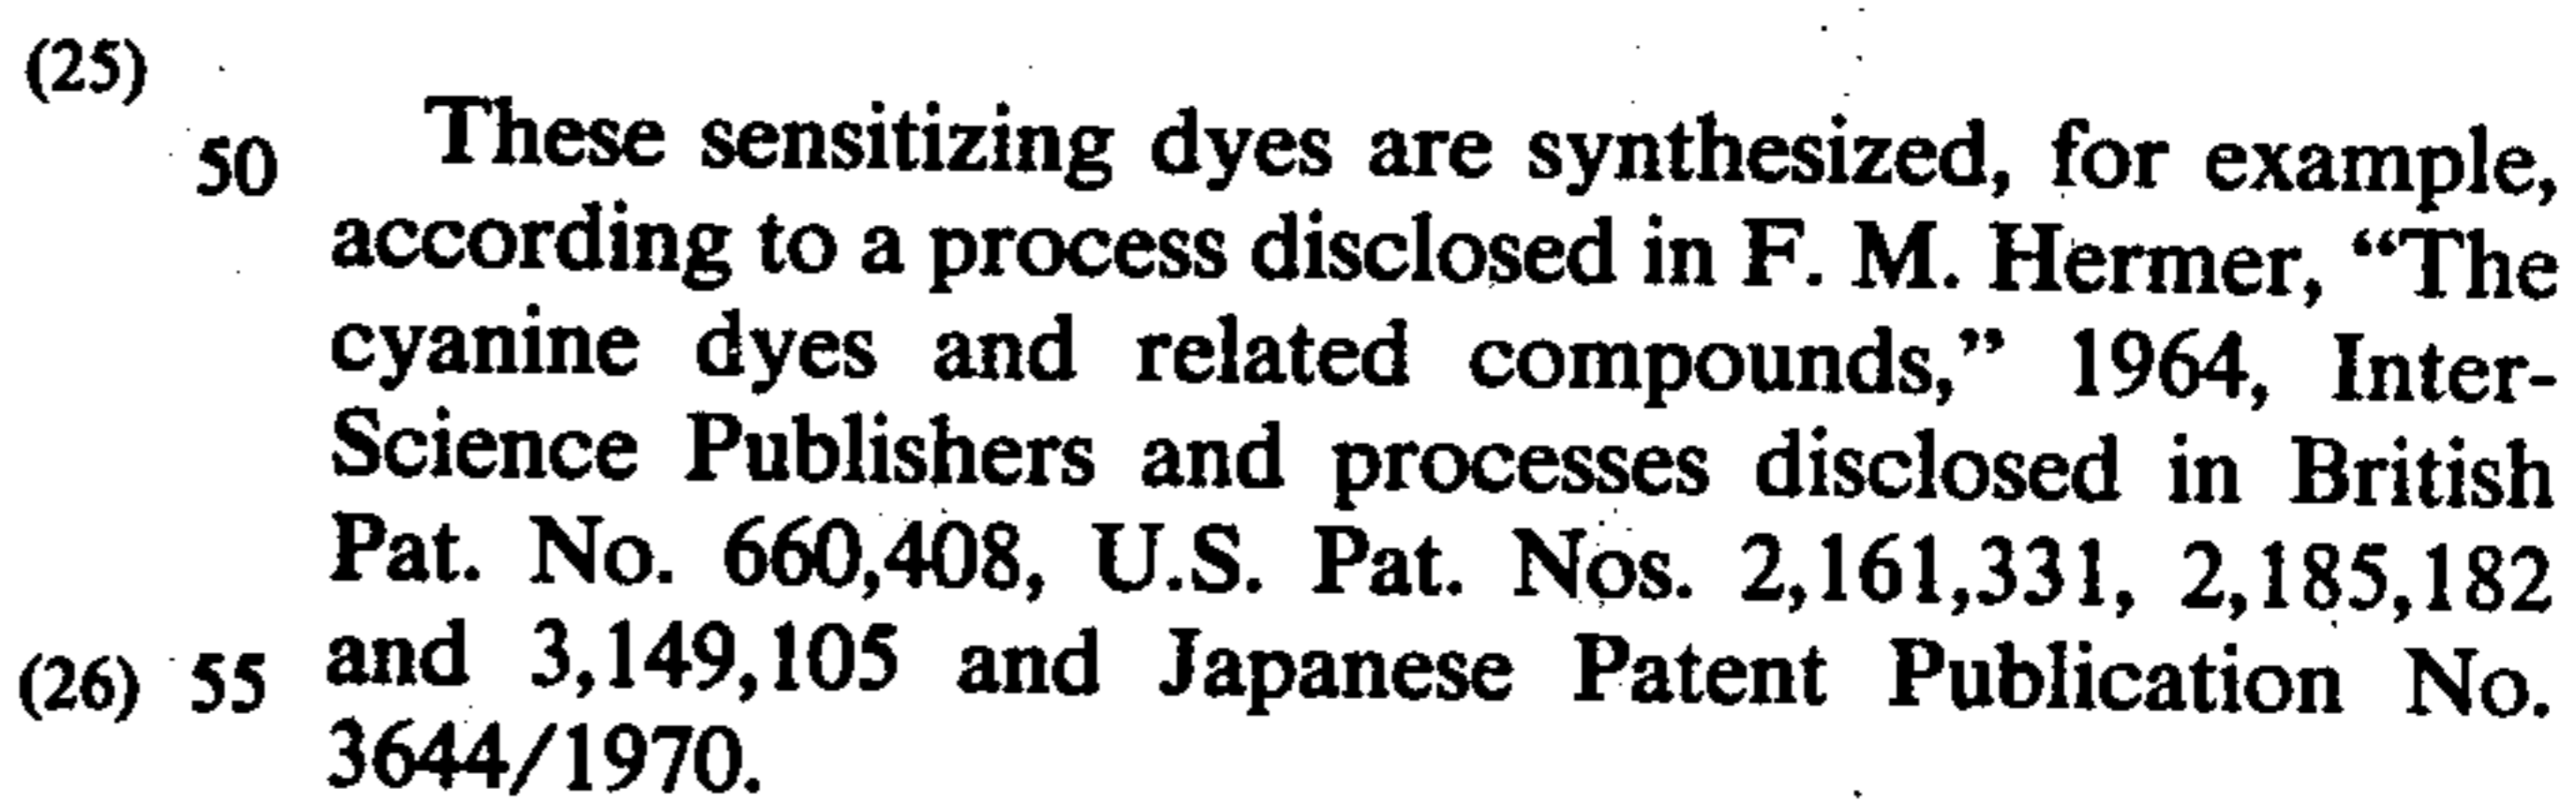 (25)
50 These sensitizing dyes are synthesized, for example,
according to a process disclosed in F. M. Hermer, “The
cyanine dyes and related compounds,” 1964, Inter-
Science Publishers and processes disclosed in British
Pat. No. 660,408, U.S. Pat. Nos. 2,161,331, 2,185,182
(26) 55 and 3,149,105 and Japanese Patent Publication No.
3644/1970.